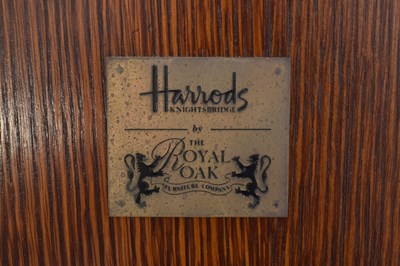 Harrods
KNIGHTSBRIDGE
by
THE
ROYAL
OAK
FURNITURE COMPANY